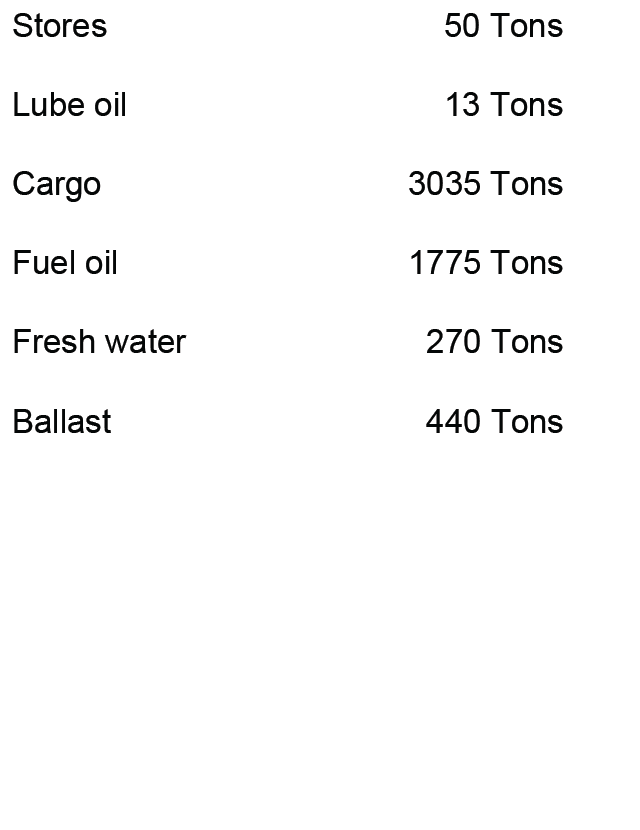 Stores 50 Tons
Lube oil 13 Tons
Cargo 3035 Tons
Fuel oil 1775 Tons
Fresh water 270 Tons
Ballast 440 Tons